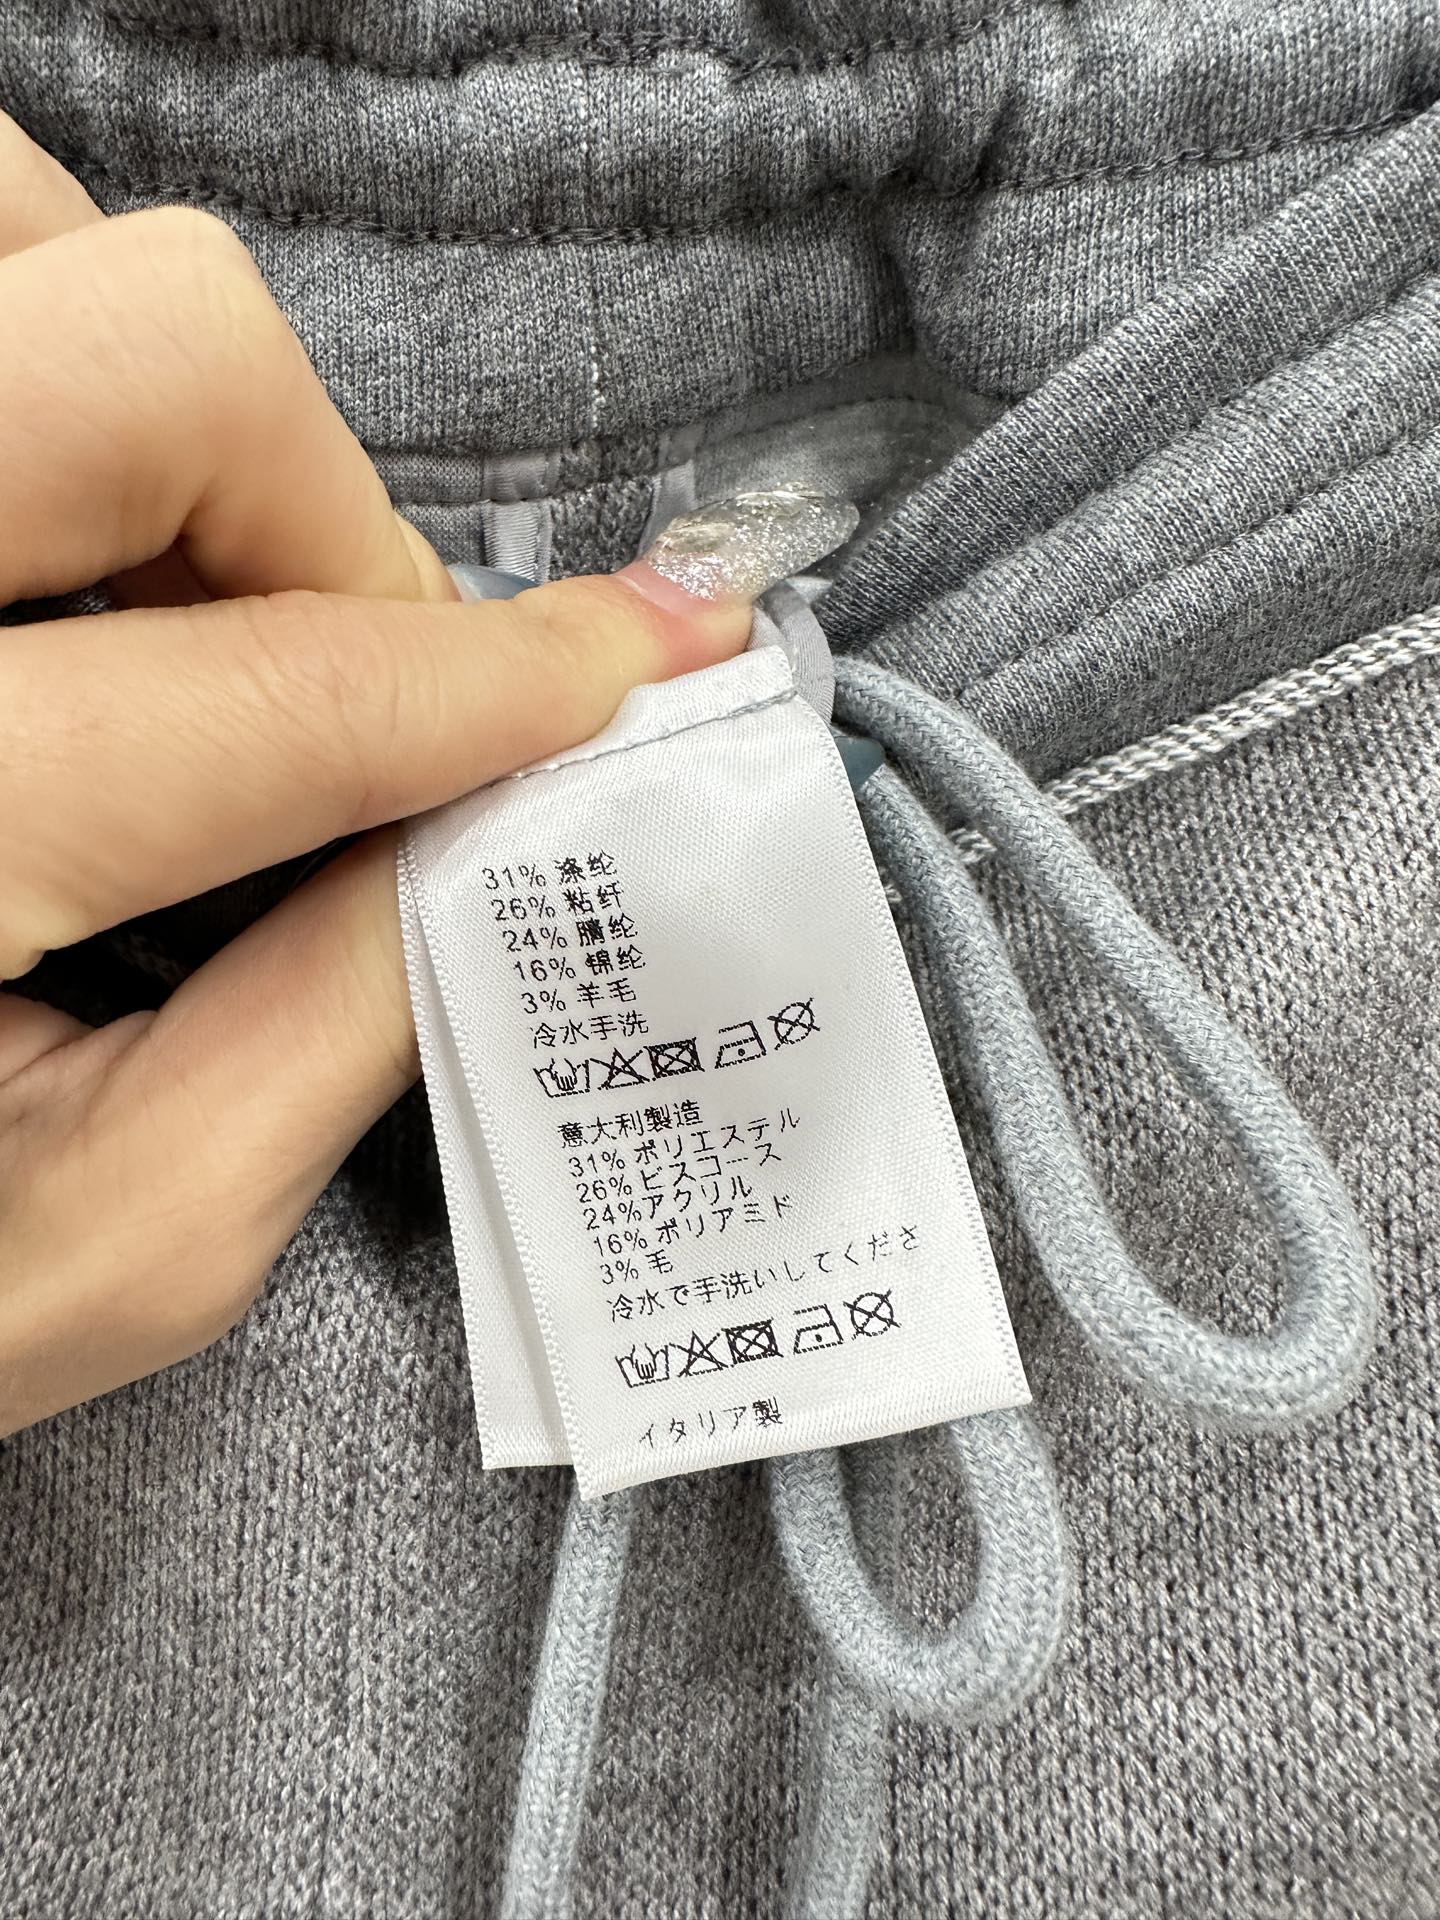 31% 涤纶
26% 粘纤
24% 腈纶
16% 锦纶
3% 羊毛
冷水手洗
意大利製造
31% ポリエステル
26% ビスコース
24% アクリル
16% ポリアミド
3% 毛
冷水で手洗いしてくださ
イタリア製